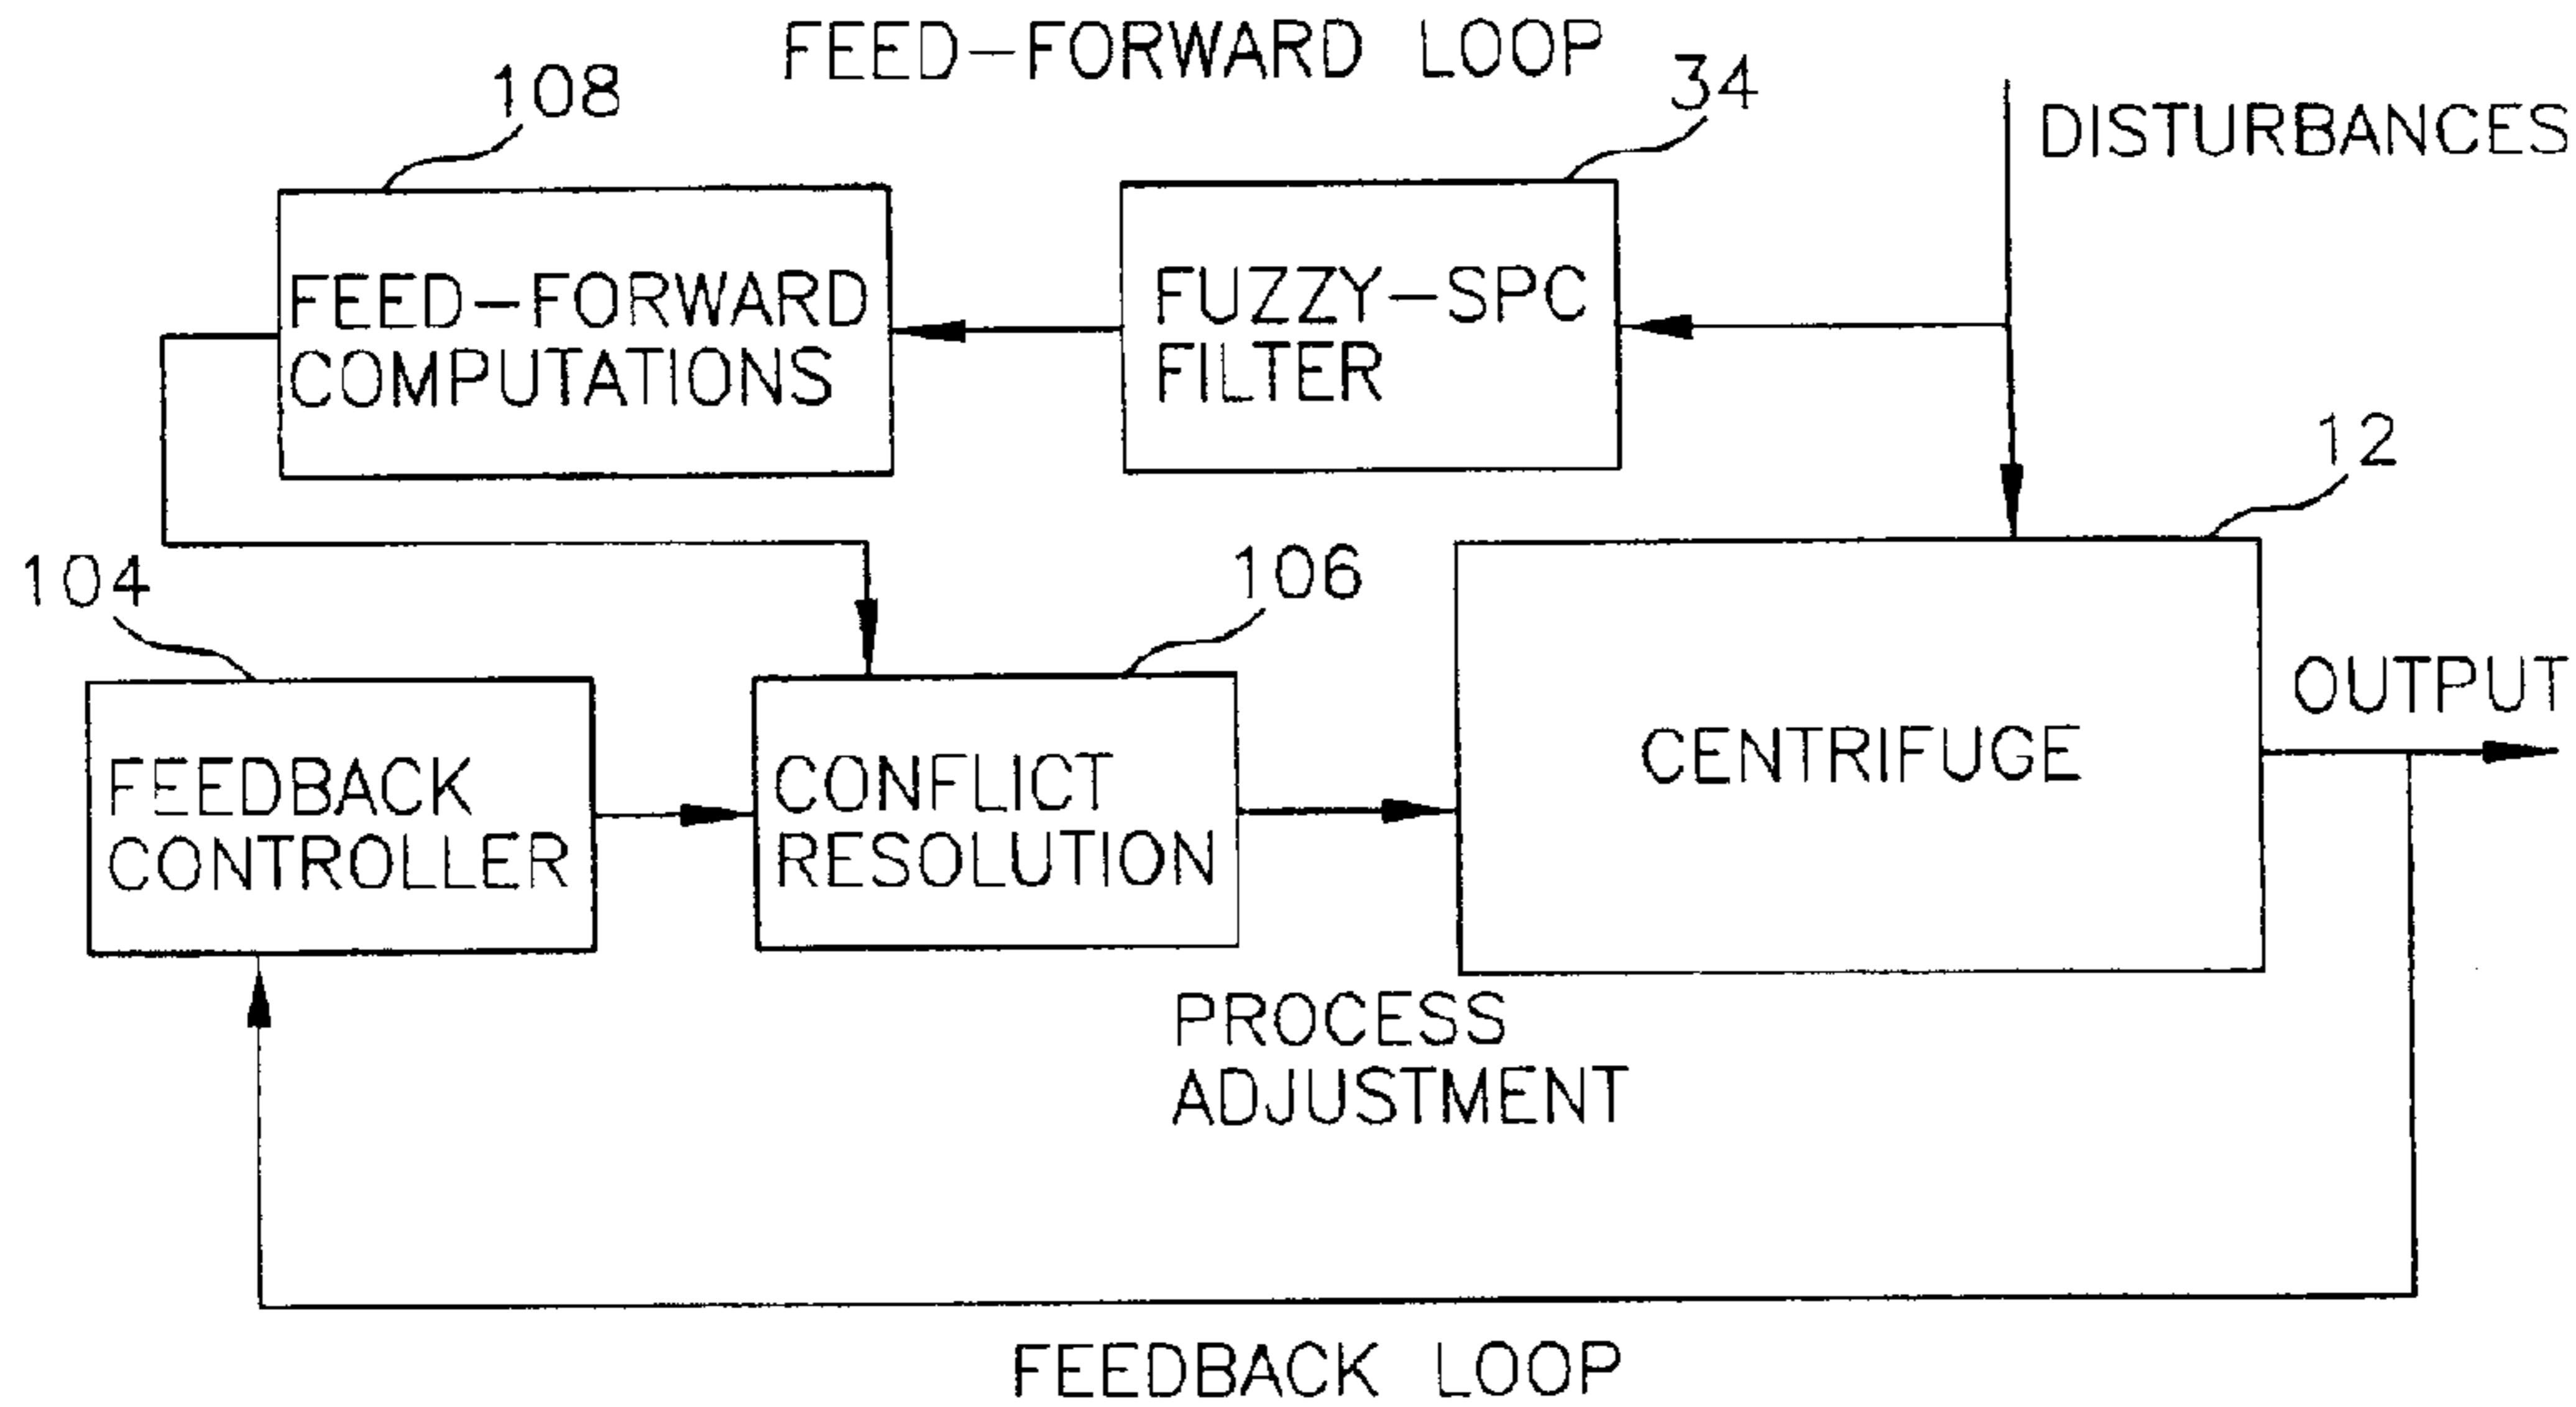 FEED-FORWARD LOOP
108
34
DISTURBANCES
FEED-FORWARD
COMPUTATIONS
FUZZY-SPC
FILTER
12
104
106
OUTPUT
FEEDBACK
CONTROLLER
CONFLICT
RESOLUTION
CENTRIFUGE
PROCESS
ADJUSTMENT
FEEDBACK LOOP